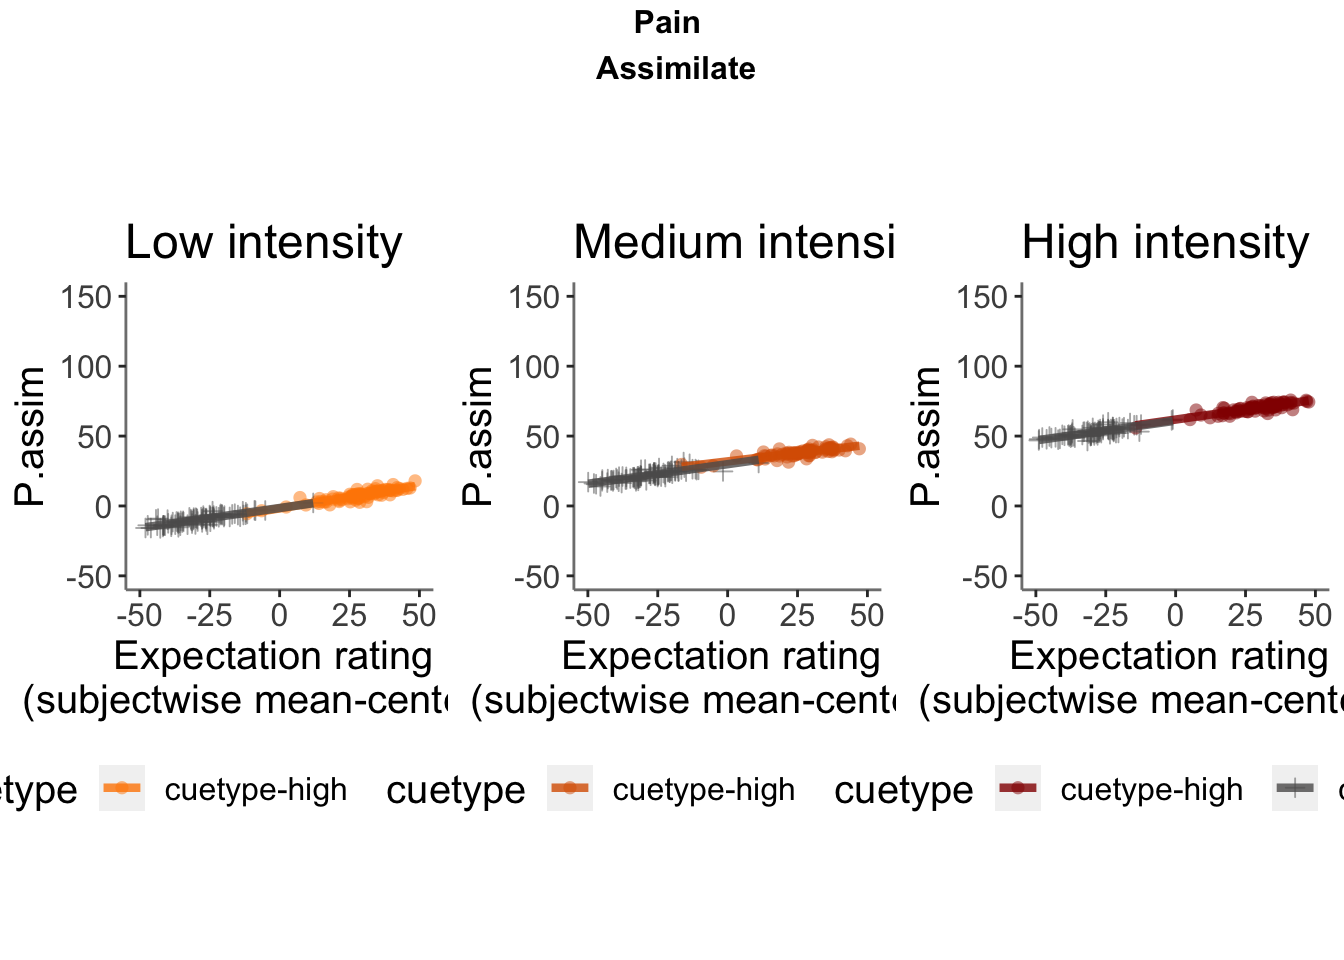 Pain
Assimilate
Low intensity
150
100
50
0
-50
P.assim
-50 -25 0 25 50
Expectation rating
(subjectwise mean-cente
etype cuetype-high
Medium intensi
150
100
50
0
-50
P.assim
-50 -25 0 25 50
Expectation rating
(subjectwise mean-cente
cuetype cuetype-high
High intensity
150
100
50
0
-50
P.assim
-50 -25 0 25 50
Expectation rating
(subjectwise mean-cente
cuetype cuetype-high c